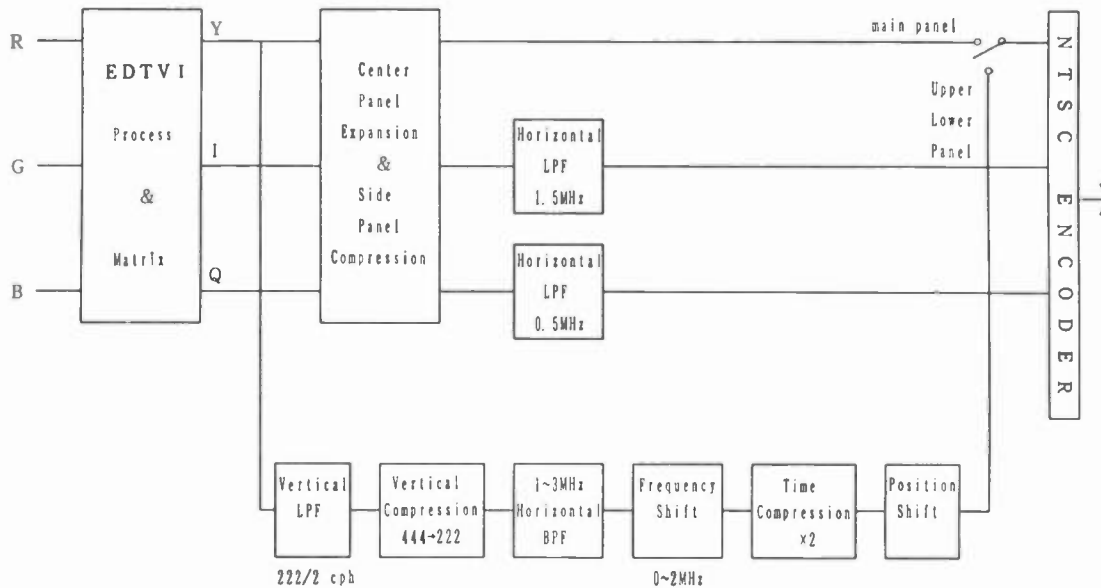 R
G
B
EDTV I
Process
&
Matrix
Y
I
Q
Center
Panel
Expansion
&
Side
Panel
Compression
Horizontal
LPF
1.5MHz
Horizontal
LPF
0.5MHz
main panel
Upper
Lower
Panel
NTSC ENCODER
Vertical
LPF
222/2 cph
Vertical
Compression
444→222
1~3MHz
Horizontal
BPF
Frequency
Shift
0~2MHz
Time
Compression
×2
Position
Shift